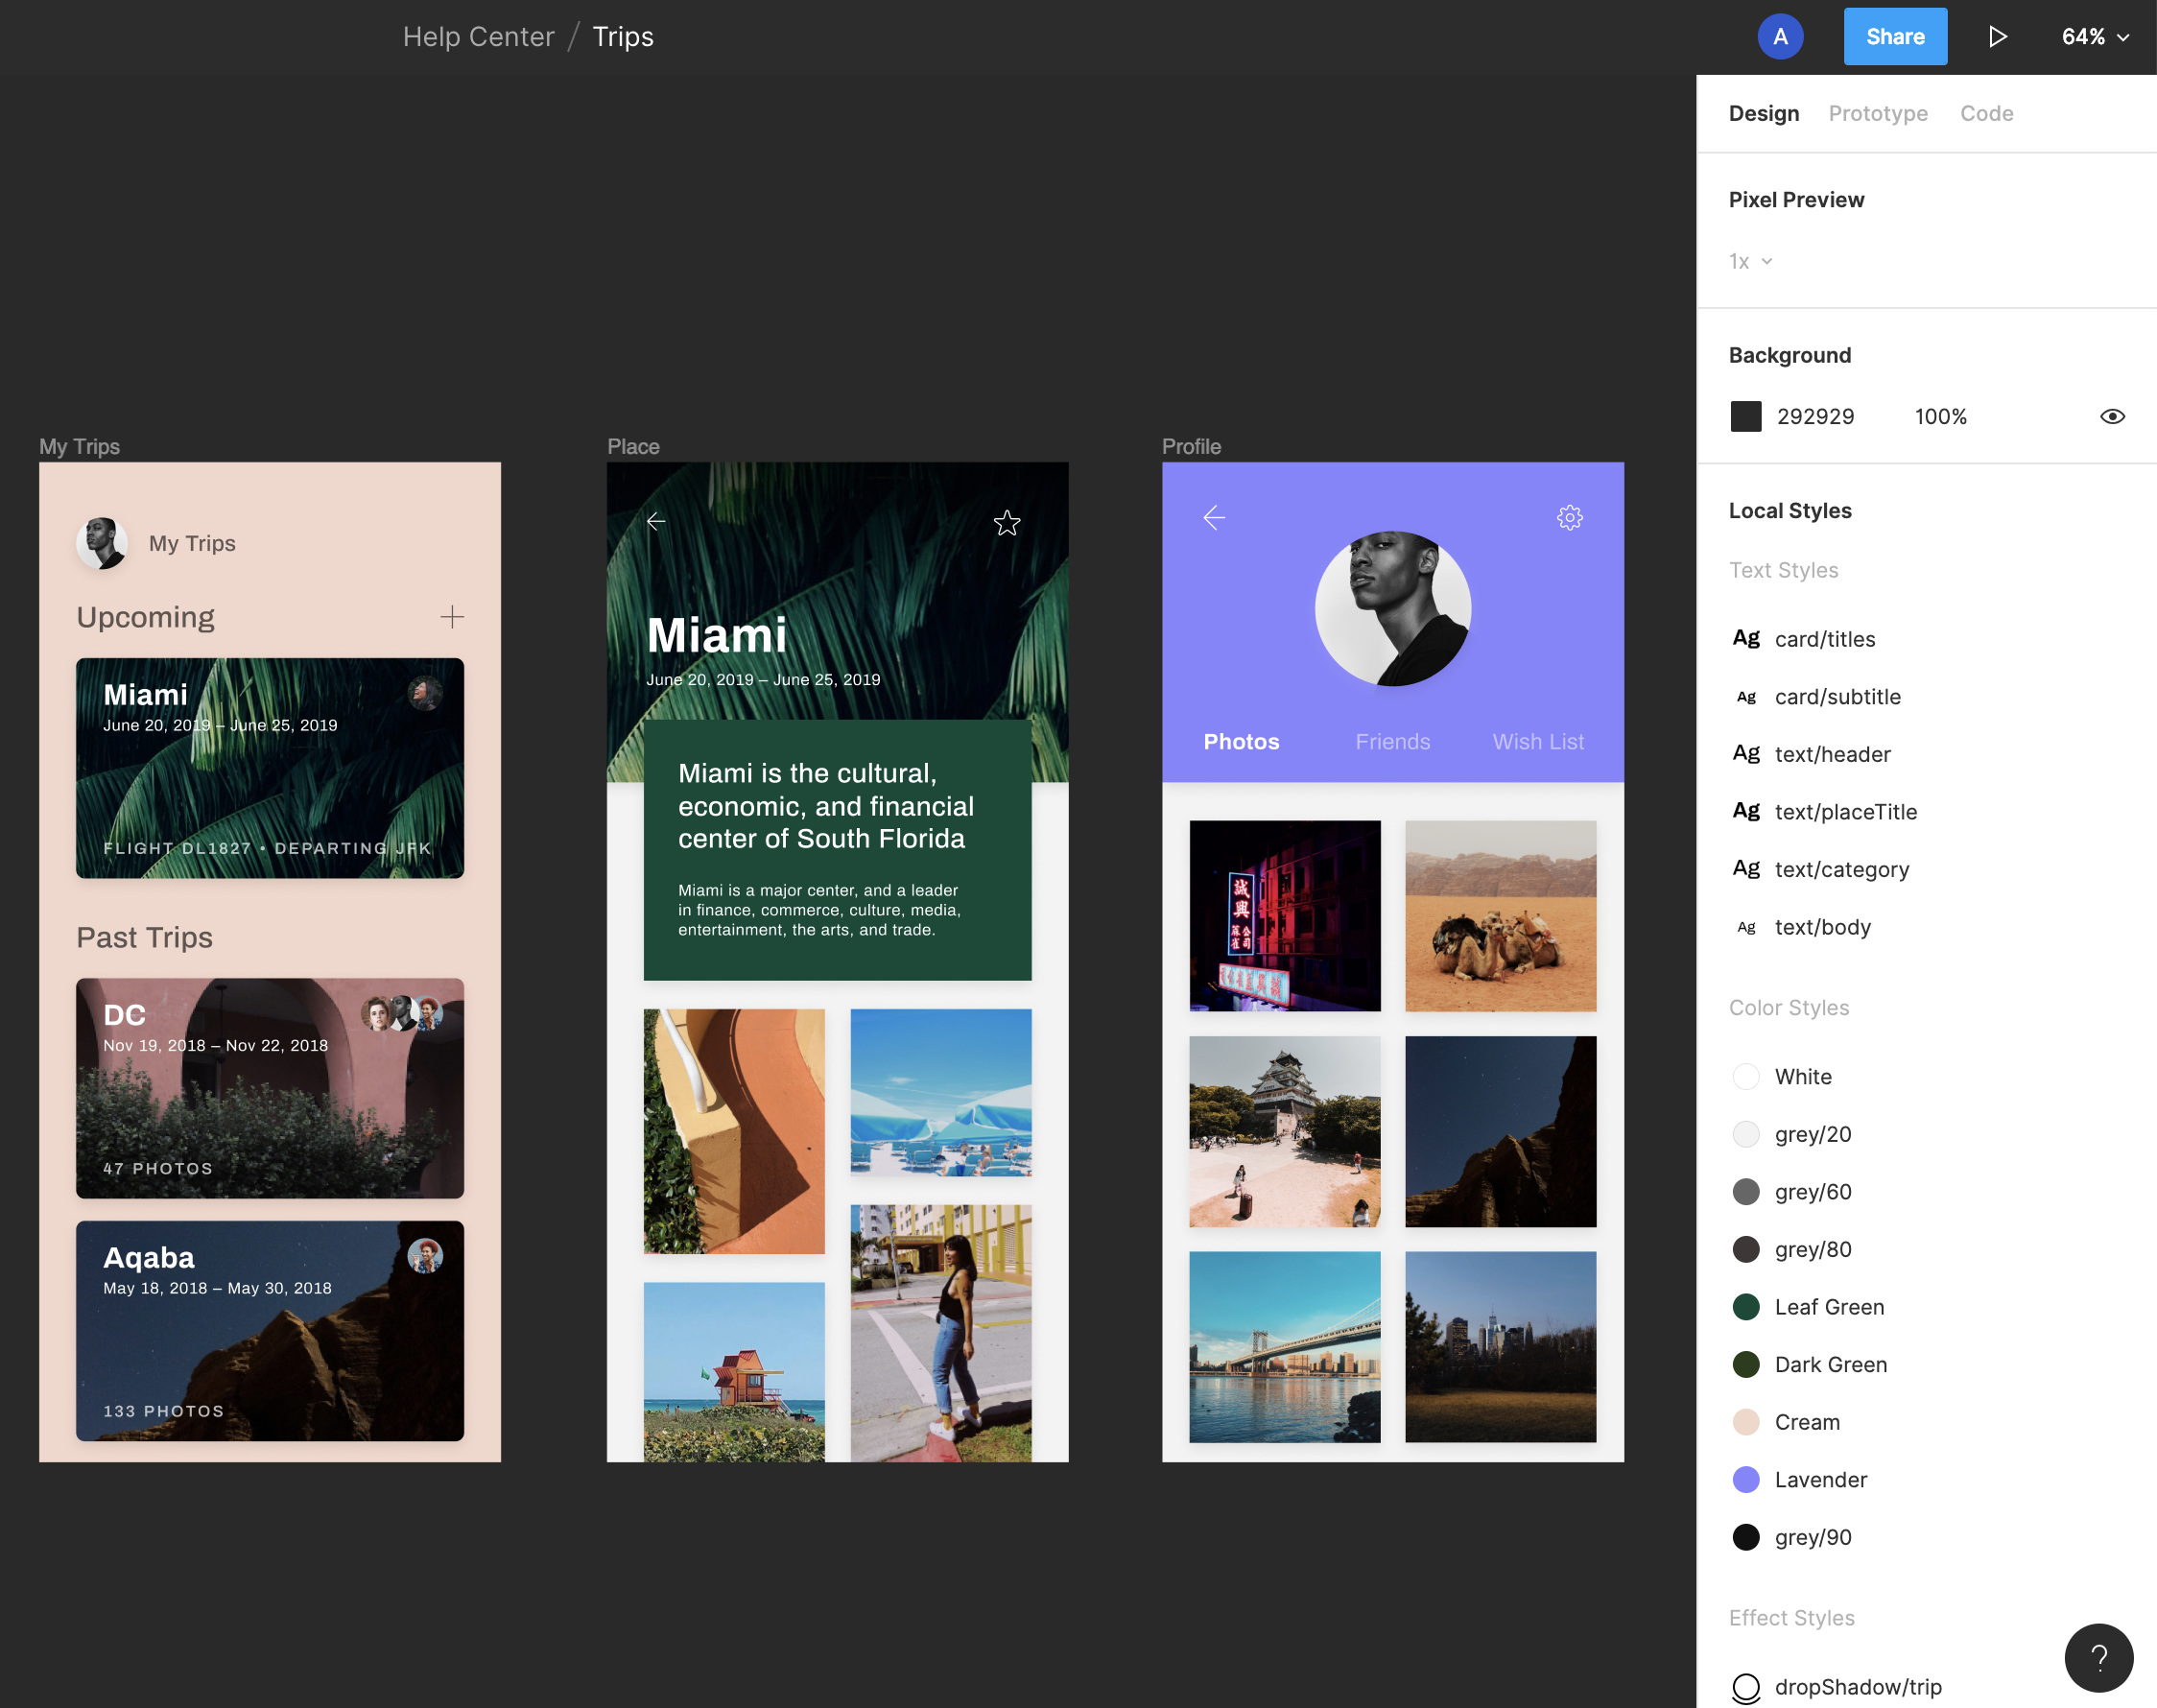 Help Center / Trips
A
Share
64%
Design Prototype Code
Pixel Preview
1x
Background
292929 100%
Local Styles
Text Styles
Ag card/titles
Ag card/subtitle
Ag text/header
Ag text/placeTitle
Ag text/category
Ag text/body
Color Styles
White
grey/20
grey/60
grey/80
Leaf Green
Dark Green
Cream
Lavender
grey/90
Effect Styles
dropShadow/trip
?
My Trips
My Trips
Upcoming
Miami
June 20, 2019 – June 25, 2019
FLIGHT DL1827 • DEPARTING JFK
Past Trips
DC
Nov 19, 2018 – Nov 22, 2018
47 PHOTOS
Aqaba
May 18, 2018 – May 30, 2018
133 PHOTOS
Place
Miami
June 20, 2019 – June 25, 2019
Miami is the cultural,
economic, and financial
center of South Florida
Miami is a major center, and a leader
in finance, commerce, culture, media,
entertainment, the arts, and trade.
Profile
Photos Friends Wish List
誠興
麻雀公司